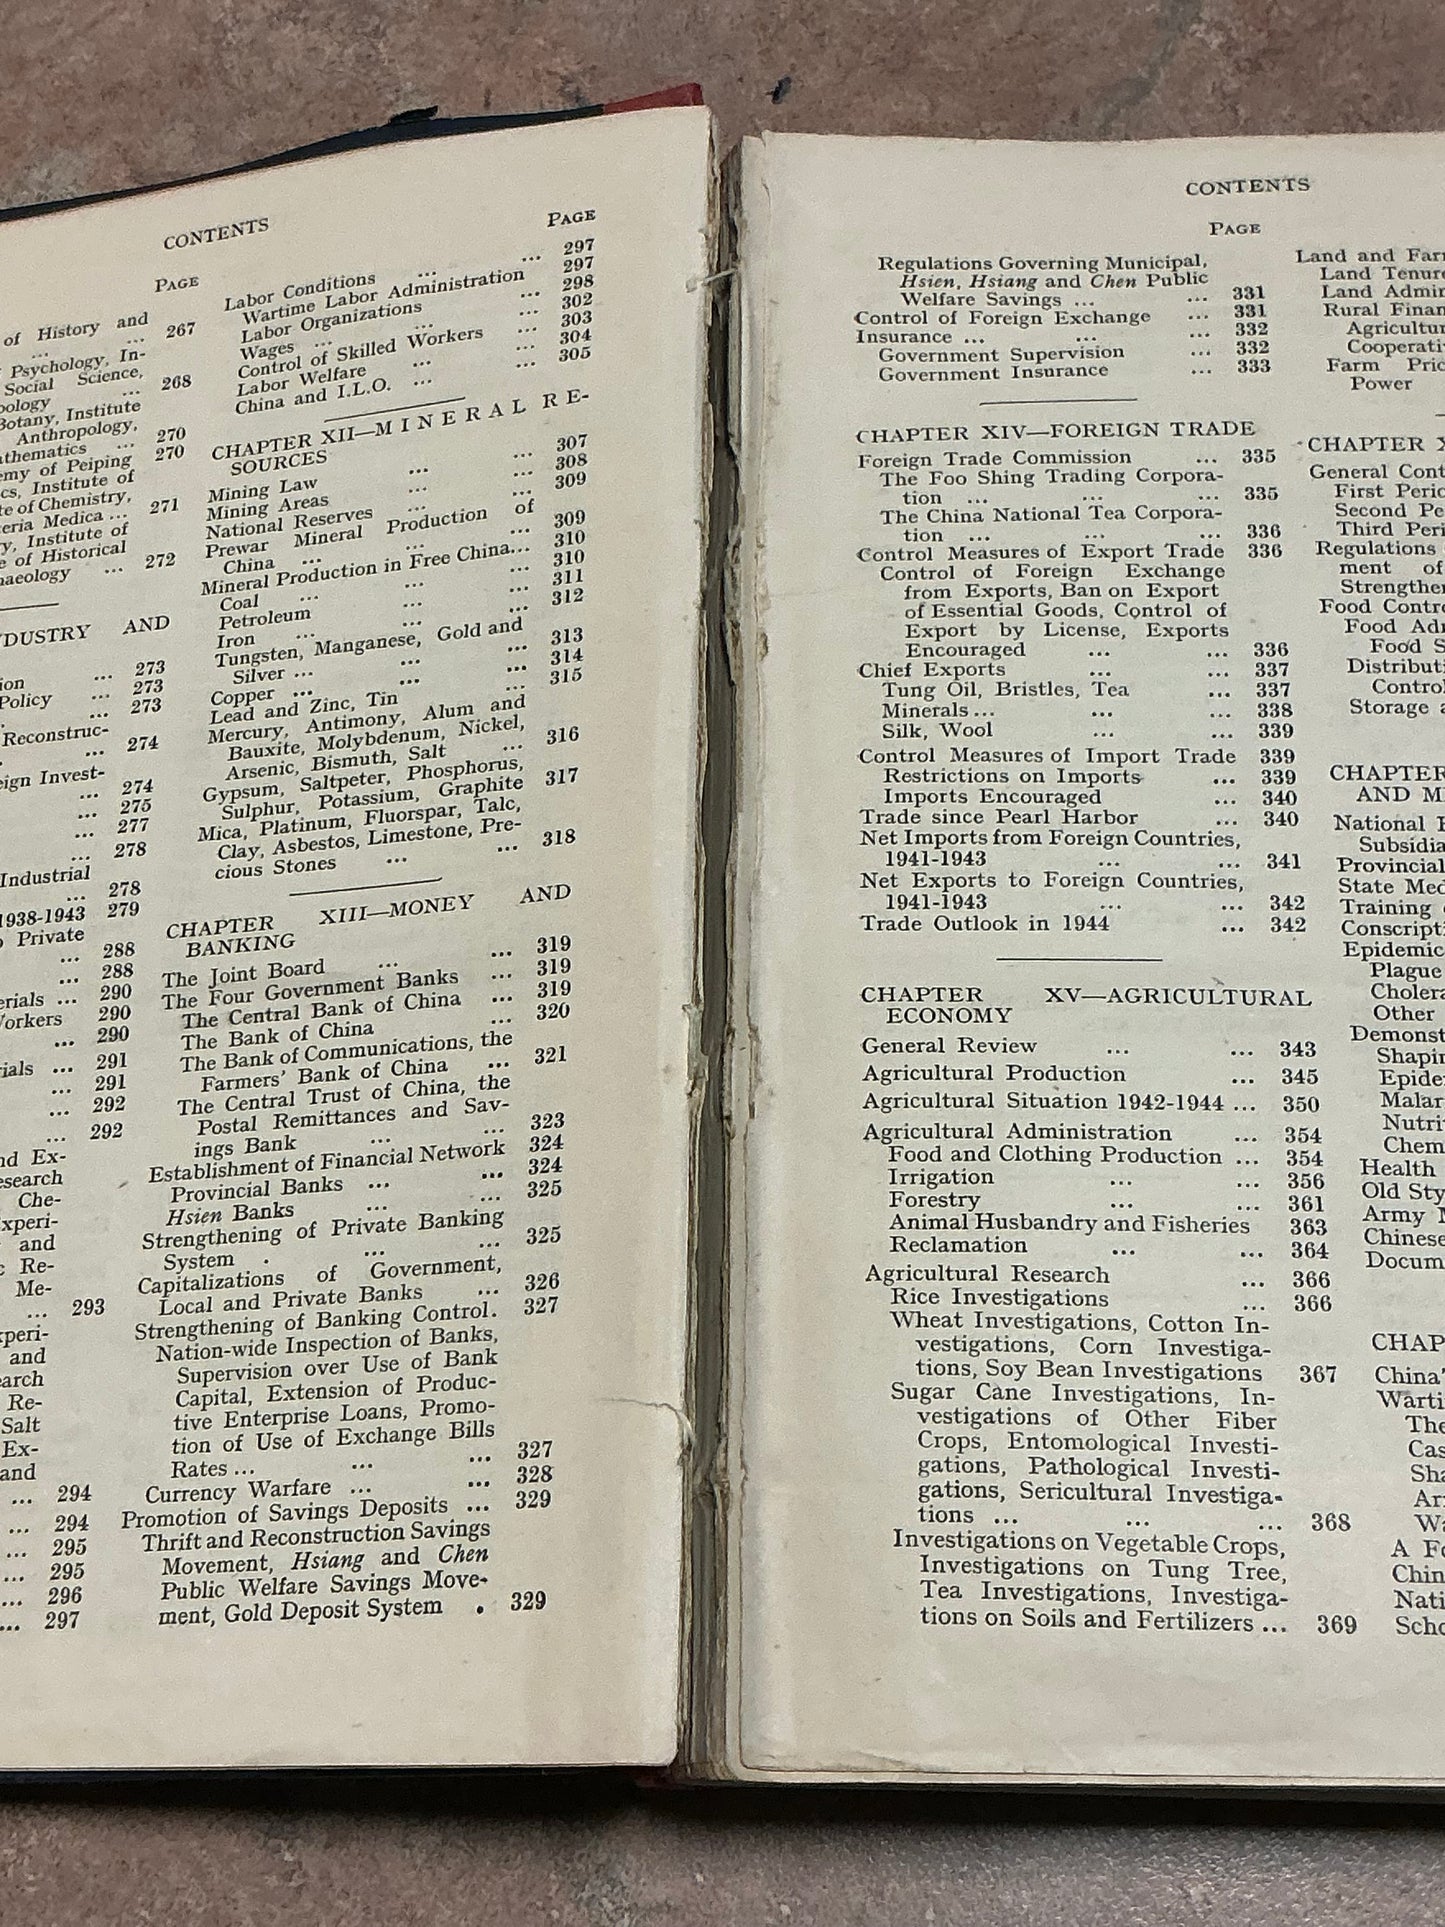 CONTENTS
PAGE
of History and
... ... 267
Psychology, In-
Social Science,
... 268
Botany, Institute
Anthropology,
... 270
emy of Peiping 270
cs, Institute of
te of Chemistry,
eria Medica ... 271
y, Institute of
e of Historical
haeology ... 272
NDUSTRY AND
ion ... 273
Policy ... 273
... 273
Reconstruc-
... 274
eign Invest-
... 274
... 275
... 277
... 278
Industrial
... 278
1938-1943 279
o Private
... 288
... 288
erials ... 290
Workers 290
... 290
ials ... 291
... 291
... 292
... 292
nd Ex-
esearch
Che-
Experi-
and
c Re-
Me-
... 293
xperi-
and
earch
Re-
Salt
Ex-
and
... 294
... 294
... 295
... 295
... 296
... 297
PAGE
Labor Conditions ... ... 297
Wartime Labor Administration 297
Labor Organizations ... 298
Wages ... ... ... 302
Control of Skilled Workers ... 303
Labor Welfare ... ... 304
China and I.L.O. ... ... 305
CHAPTER XII—MINERAL RE-
SOURCES
Mining Law ... ... 307
Mining Areas ... ... 308
National Reserves ... ... 309
Prewar Mineral Production of
China ... ... ... 309
Mineral Production in Free China... 310
Coal ... ... ... 310
Petroleum ... ... 311
Iron ... ... ... 312
Tungsten, Manganese, Gold and
Silver ... ... ... 313
Copper ... ... ... 314
Lead and Zinc, Tin ... 315
Mercury, Antimony, Alum and
Bauxite, Molybdenum, Nickel,
Arsenic, Bismuth, Salt ... 316
Gypsum, Saltpeter, Phosphorus,
Sulphur, Potassium, Graphite 317
Mica, Platinum, Fluorspar, Talc,
Clay, Asbestos, Limestone, Pre-
cious Stones ... ... 318
CHAPTER XIII—MONEY AND
BANKING
The Joint Board ... ... 319
The Four Government Banks ... 319
The Central Bank of China ... 319
The Bank of China ... 320
The Bank of Communications, the
Farmers' Bank of China ... 321
The Central Trust of China, the
Postal Remittances and Sav-
ings Bank ... ... 323
Establishment of Financial Network 324
Provincial Banks ... ... 324
Hsien Banks ... ... 325
Strengthening of Private Banking
System . ... ... 325
Capitalizations of Government,
Local and Private Banks ... 326
Strengthening of Banking Control. 327
Nation-wide Inspection of Banks,
Supervision over Use of Bank
Capital, Extension of Produc-
tive Enterprise Loans, Promo-
tion of Use of Exchange Bills
Rates ... ... ... 327
Currency Warfare ... ... 328
Promotion of Savings Deposits ... 329
Thrift and Reconstruction Savings
Movement, Hsiang and Chen
Public Welfare Savings Move-
ment, Gold Deposit System . 329
CONTENTS
PAGE
Regulations Governing Municipal,
Hsien, Hsiang and Chen Public
Welfare Savings ... ... 331
Control of Foreign Exchange ... 331
Insurance ... ... ... 332
Government Supervision ... 332
Government Insurance ... 333
CHAPTER XIV—FOREIGN TRADE
Foreign Trade Commission ... 335
The Foo Shing Trading Corpora-
tion ... ... ... 335
The China National Tea Corpora-
tion ... ... ... 336
Control Measures of Export Trade 336
Control of Foreign Exchange
from Exports, Ban on Export
of Essential Goods, Control of
Export by License, Exports
Encouraged ... ... 336
Chief Exports ... ... 337
Tung Oil, Bristles, Tea ... 337
Minerals ... ... ... 338
Silk, Wool ... ... 339
Control Measures of Import Trade 339
Restrictions on Imports ... 339
Imports Encouraged ... 340
Trade since Pearl Harbor ... 340
Net Imports from Foreign Countries,
1941-1943 ... ... 341
Net Exports to Foreign Countries,
1941-1943 ... ... 342
Trade Outlook in 1944 ... 342
CHAPTER XV—AGRICULTURAL
ECONOMY
General Review ... ... 343
Agricultural Production ... 345
Agricultural Situation 1942-1944 ... 350
Agricultural Administration ... 354
Food and Clothing Production ... 354
Irrigation ... ... 356
Forestry ... ... 361
Animal Husbandry and Fisheries 363
Reclamation ... ... 364
Agricultural Research ... 366
Rice Investigations ... 366
Wheat Investigations, Cotton In-
vestigations, Corn Investiga-
tions, Soy Bean Investigations 367
Sugar Cane Investigations, In-
vestigations of Other Fiber
Crops, Entomological Investi-
gations, Pathological Investi-
gations, Sericultural Investiga-
tions ... ... ... 368
Investigations on Vegetable Crops,
Investigations on Tung Tree,
Tea Investigations, Investiga-
tions on Soils and Fertilizers ... 369
Land and Far
Land Tenure
Land Admin
Rural Finan
Agricultur
Cooperati
Farm Pric
Power
CHAPTER X
General Cont
First Perio
Second Pe
Third Peri
Regulations
ment of
Strengthe
Food Contr
Food Ad
Food S
Distributi
Control
Storage a
CHAPTER
AND M
National
Subsidia
Provincial
State Med
Training
Conscripti
Epidemic
Plague
Cholera
Other
Demonst
Shapin
Epide
Malar
Nutri
Chem
Health
Old Sty
Army M
Chinese
Docum
CHAP
China'
Warti
The
Cas
Sha
Ar
Wa
A Fo
Chin
Nati
Scho